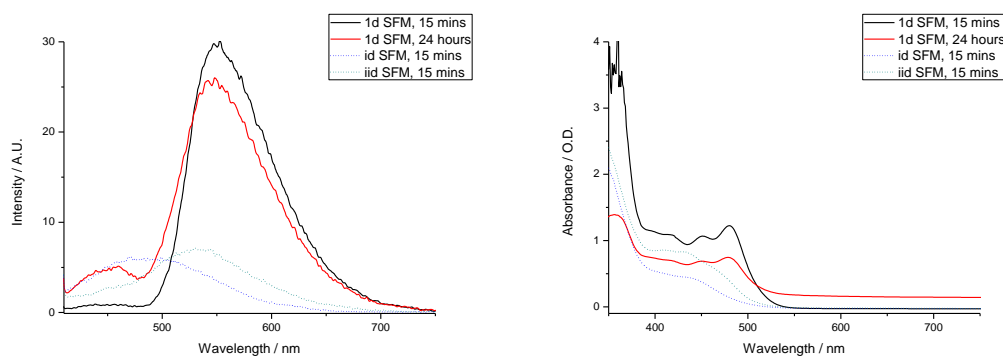 1d SFM, 15 mins
1d SFM, 24 hours
id SFM, 15 mins
iid SFM, 15 mins
30
20
10
0
500
600
700
Intensity / A.U.
Wavelength / nm
1d SFM, 15 mins
1d SFM, 24 hours
id SFM, 15 mins
iid SFM, 15 mins
4
3
2
1
0
400
500
600
700
Absorbance / O.D.
Wavelength / nm